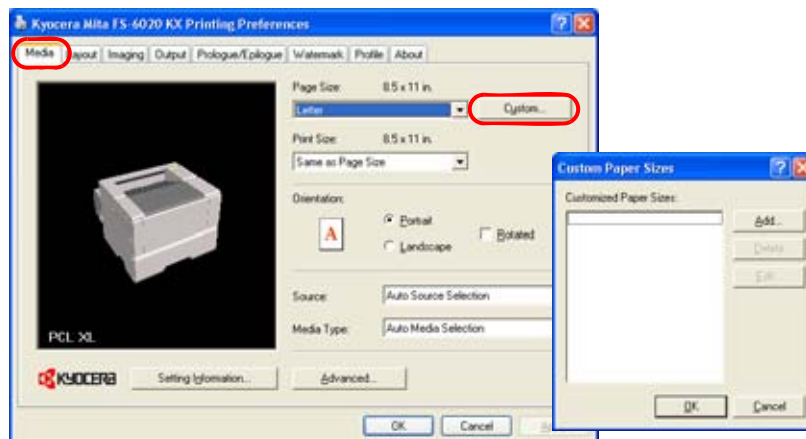 Kyocera Mita FS-6020 KX Printing Preferences
Media Layout Imaging Output Prologue/Epilogue Watermark Profile About
Page Size: 8.5 x 11 in.
Letter Custom...
Print Size: 8.5 x 11 in.
Same as Page Size
Orientation:
A Portrait
Landscape
Rotated
Source: Auto Source Selection
Media Type: Auto Media Selection
PCL XL
KYOCERA Setting Information... Advanced...
OK Cancel
Custom Paper Sizes
Customized Paper Sizes:
Add...
Delete
Edit...
OK Cancel